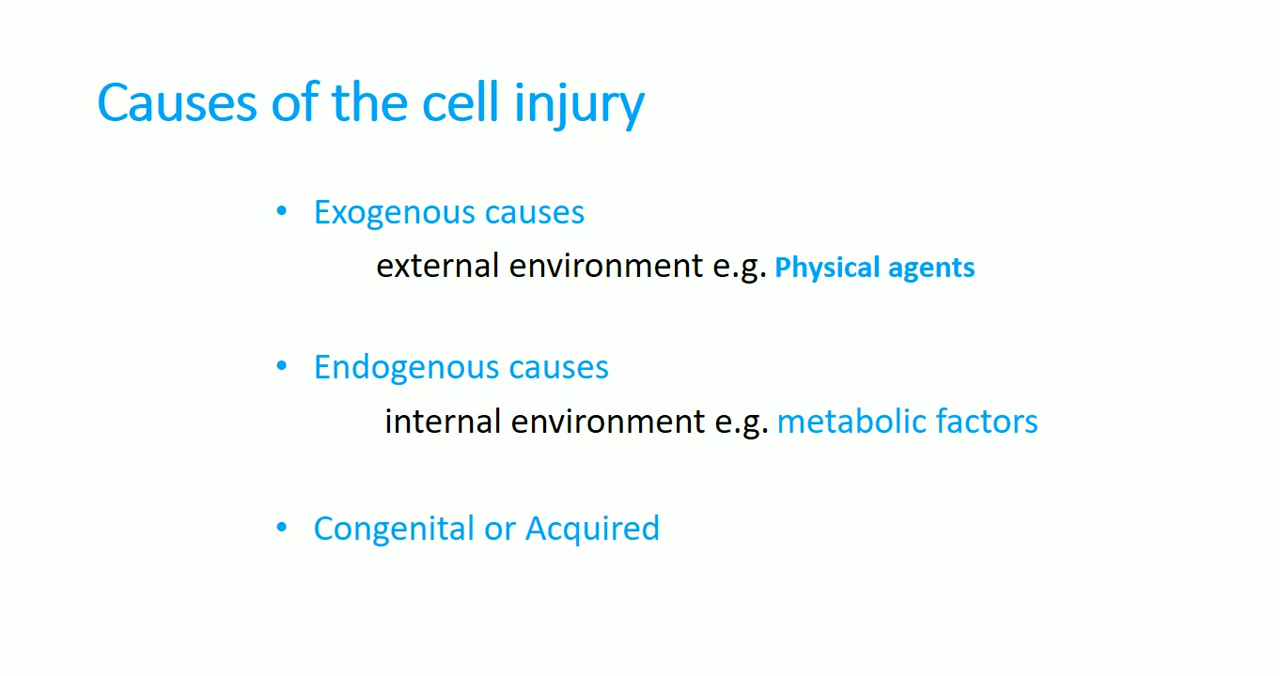 Causes of the cell injury
• Exogenous causes
external environment e.g. Physical agents
• Endogenous causes
internal environment e.g. metabolic factors
• Congenital or Acquired